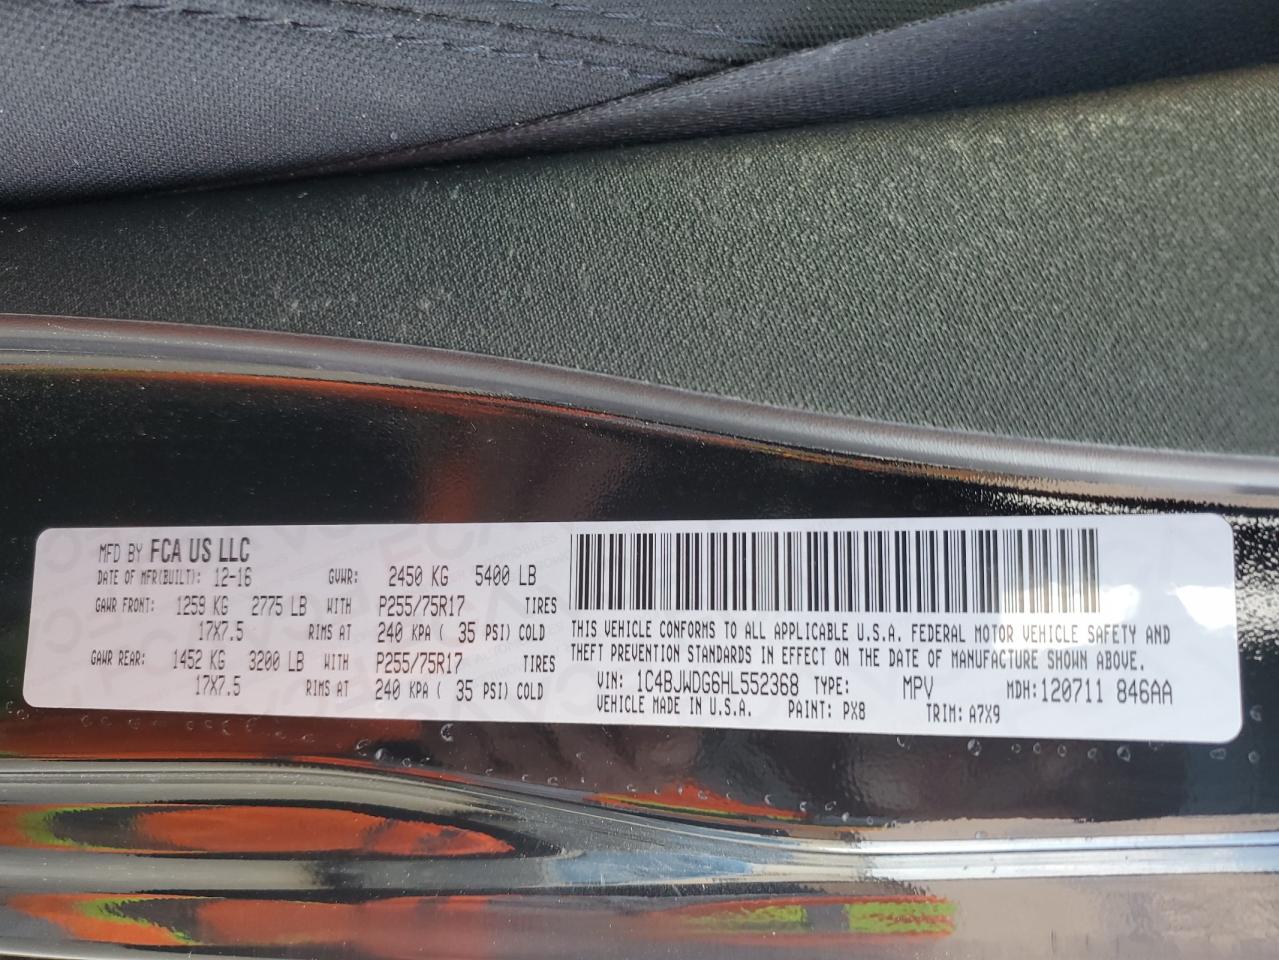 MFD BY FCA US LLC
DATE OF MFR(BUILT): 12-16 GVWR: 2450 KG 5400 LB
GAWR FRONT: 1259 KG 2775 LB WITH P255/75R17 TIRES
17X7.5 RIMS AT 240 KPA ( 35 PSI) COLD
GAWR REAR: 1452 KG 3200 LB WITH P255/75R17 TIRES
17X7.5 RIMS AT 240 KPA ( 35 PSI) COLD
THIS VEHICLE CONFORMS TO ALL APPLICABLE U.S.A. FEDERAL MOTOR VEHICLE SAFETY AND
THEFT PREVENTION STANDARDS IN EFFECT ON THE DATE OF MANUFACTURE SHOWN ABOVE.
VIN: 1C4BJWDG6HL552368 TYPE: MPV MDH:120711 846AA
VEHICLE MADE IN U.S.A. PAINT: PX8 TRIM: A7X9